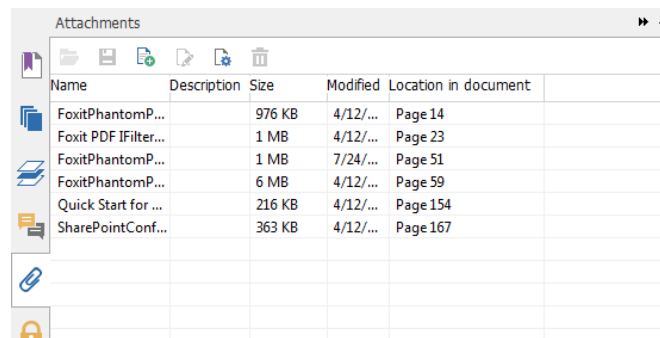 Attachments
Name Description Size Modified Location in document
FoxitPhantomP... 976 KB 4/12/... Page 14
Foxit PDF IFilter... 1 MB 4/12/... Page 23
FoxitPhantomP... 1 MB 7/24/... Page 51
FoxitPhantomP... 6 MB 4/12/... Page 59
Quick Start for ... 216 KB 4/12/... Page 154
SharePointConf... 363 KB 4/12/... Page 167